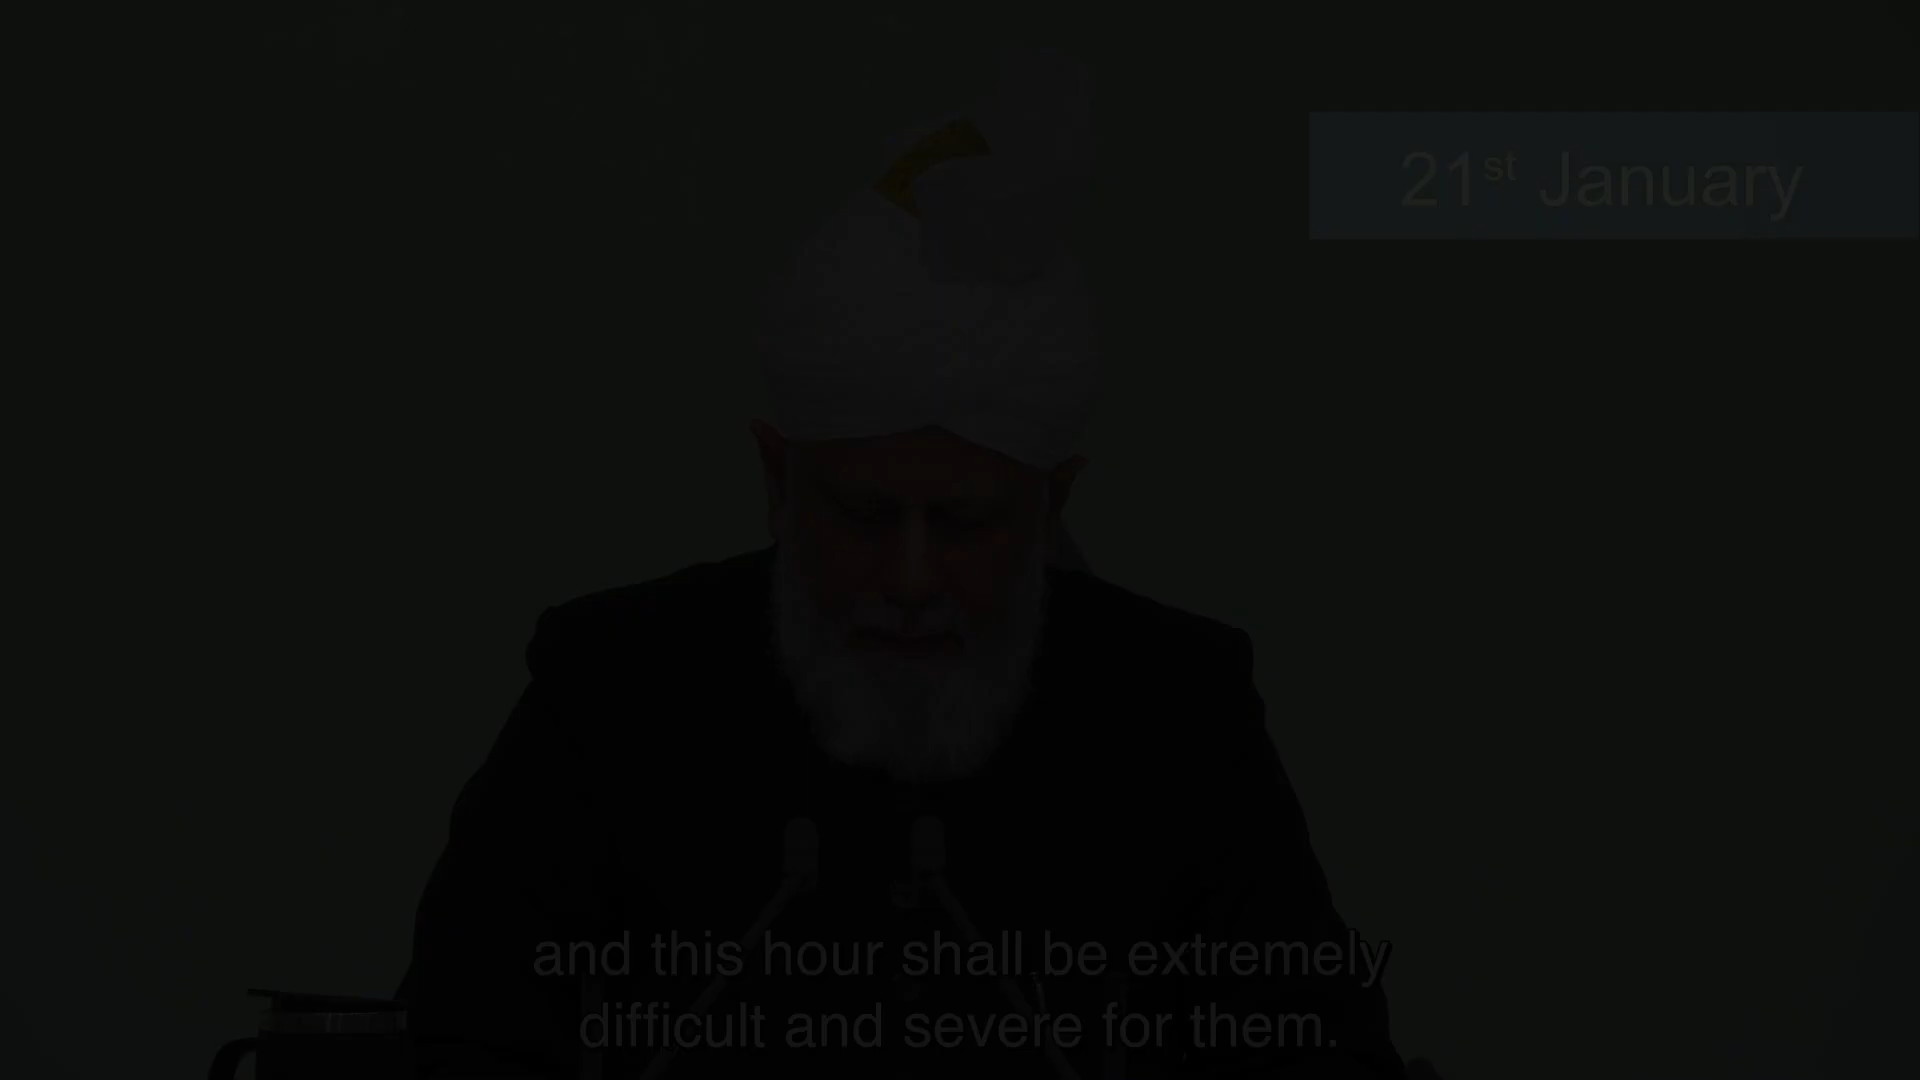 21st January
and this hour shall be extremely
difficult and severe for them.